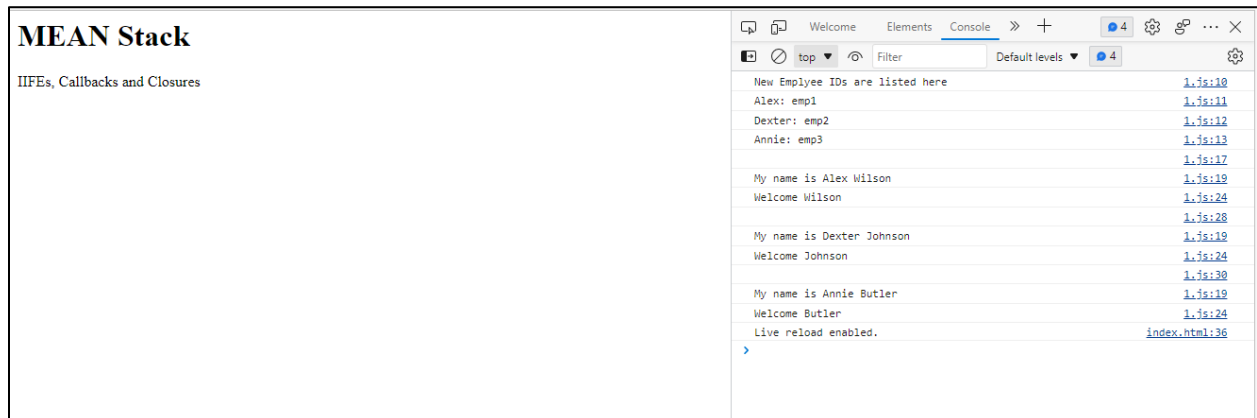 MEAN Stack
IIFEs, Callbacks and Closures
Welcome Elements Console » + 4 ... ×
top ▼ Filter Default levels ▼ 4
New Emplyee IDs are listed here 1.js:10
Alex: emp1 1.js:11
Dexter: emp2 1.js:12
Annie: emp3 1.js:13
1.js:17
My name is Alex Wilson 1.js:19
Welcome Wilson 1.js:24
1.js:28
My name is Dexter Johnson 1.js:19
Welcome Johnson 1.js:24
1.js:30
My name is Annie Butler 1.js:19
Welcome Butler 1.js:24
Live reload enabled. index.html:36
>